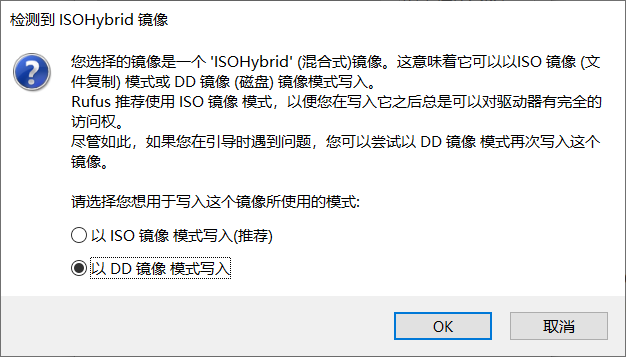 检测到 ISOHybrid 镜像
您选择的镜像是一个 'ISOHybrid' (混合式)镜像。这意味着它可以以ISO 镜像 (文
件复制) 模式或 DD 镜像 (磁盘) 镜像模式写入。
Rufus 推荐使用 ISO 镜像 模式，以便您在写入它之后总是可以对驱动器有完全的
访问权。
尽管如此，如果您在引导时遇到问题，您可以尝试以 DD 镜像 模式再次写入这个
镜像。
请选择您想用于写入这个镜像所使用的模式:
以 ISO 镜像 模式写入(推荐)
以 DD 镜像 模式写入
OK
取消